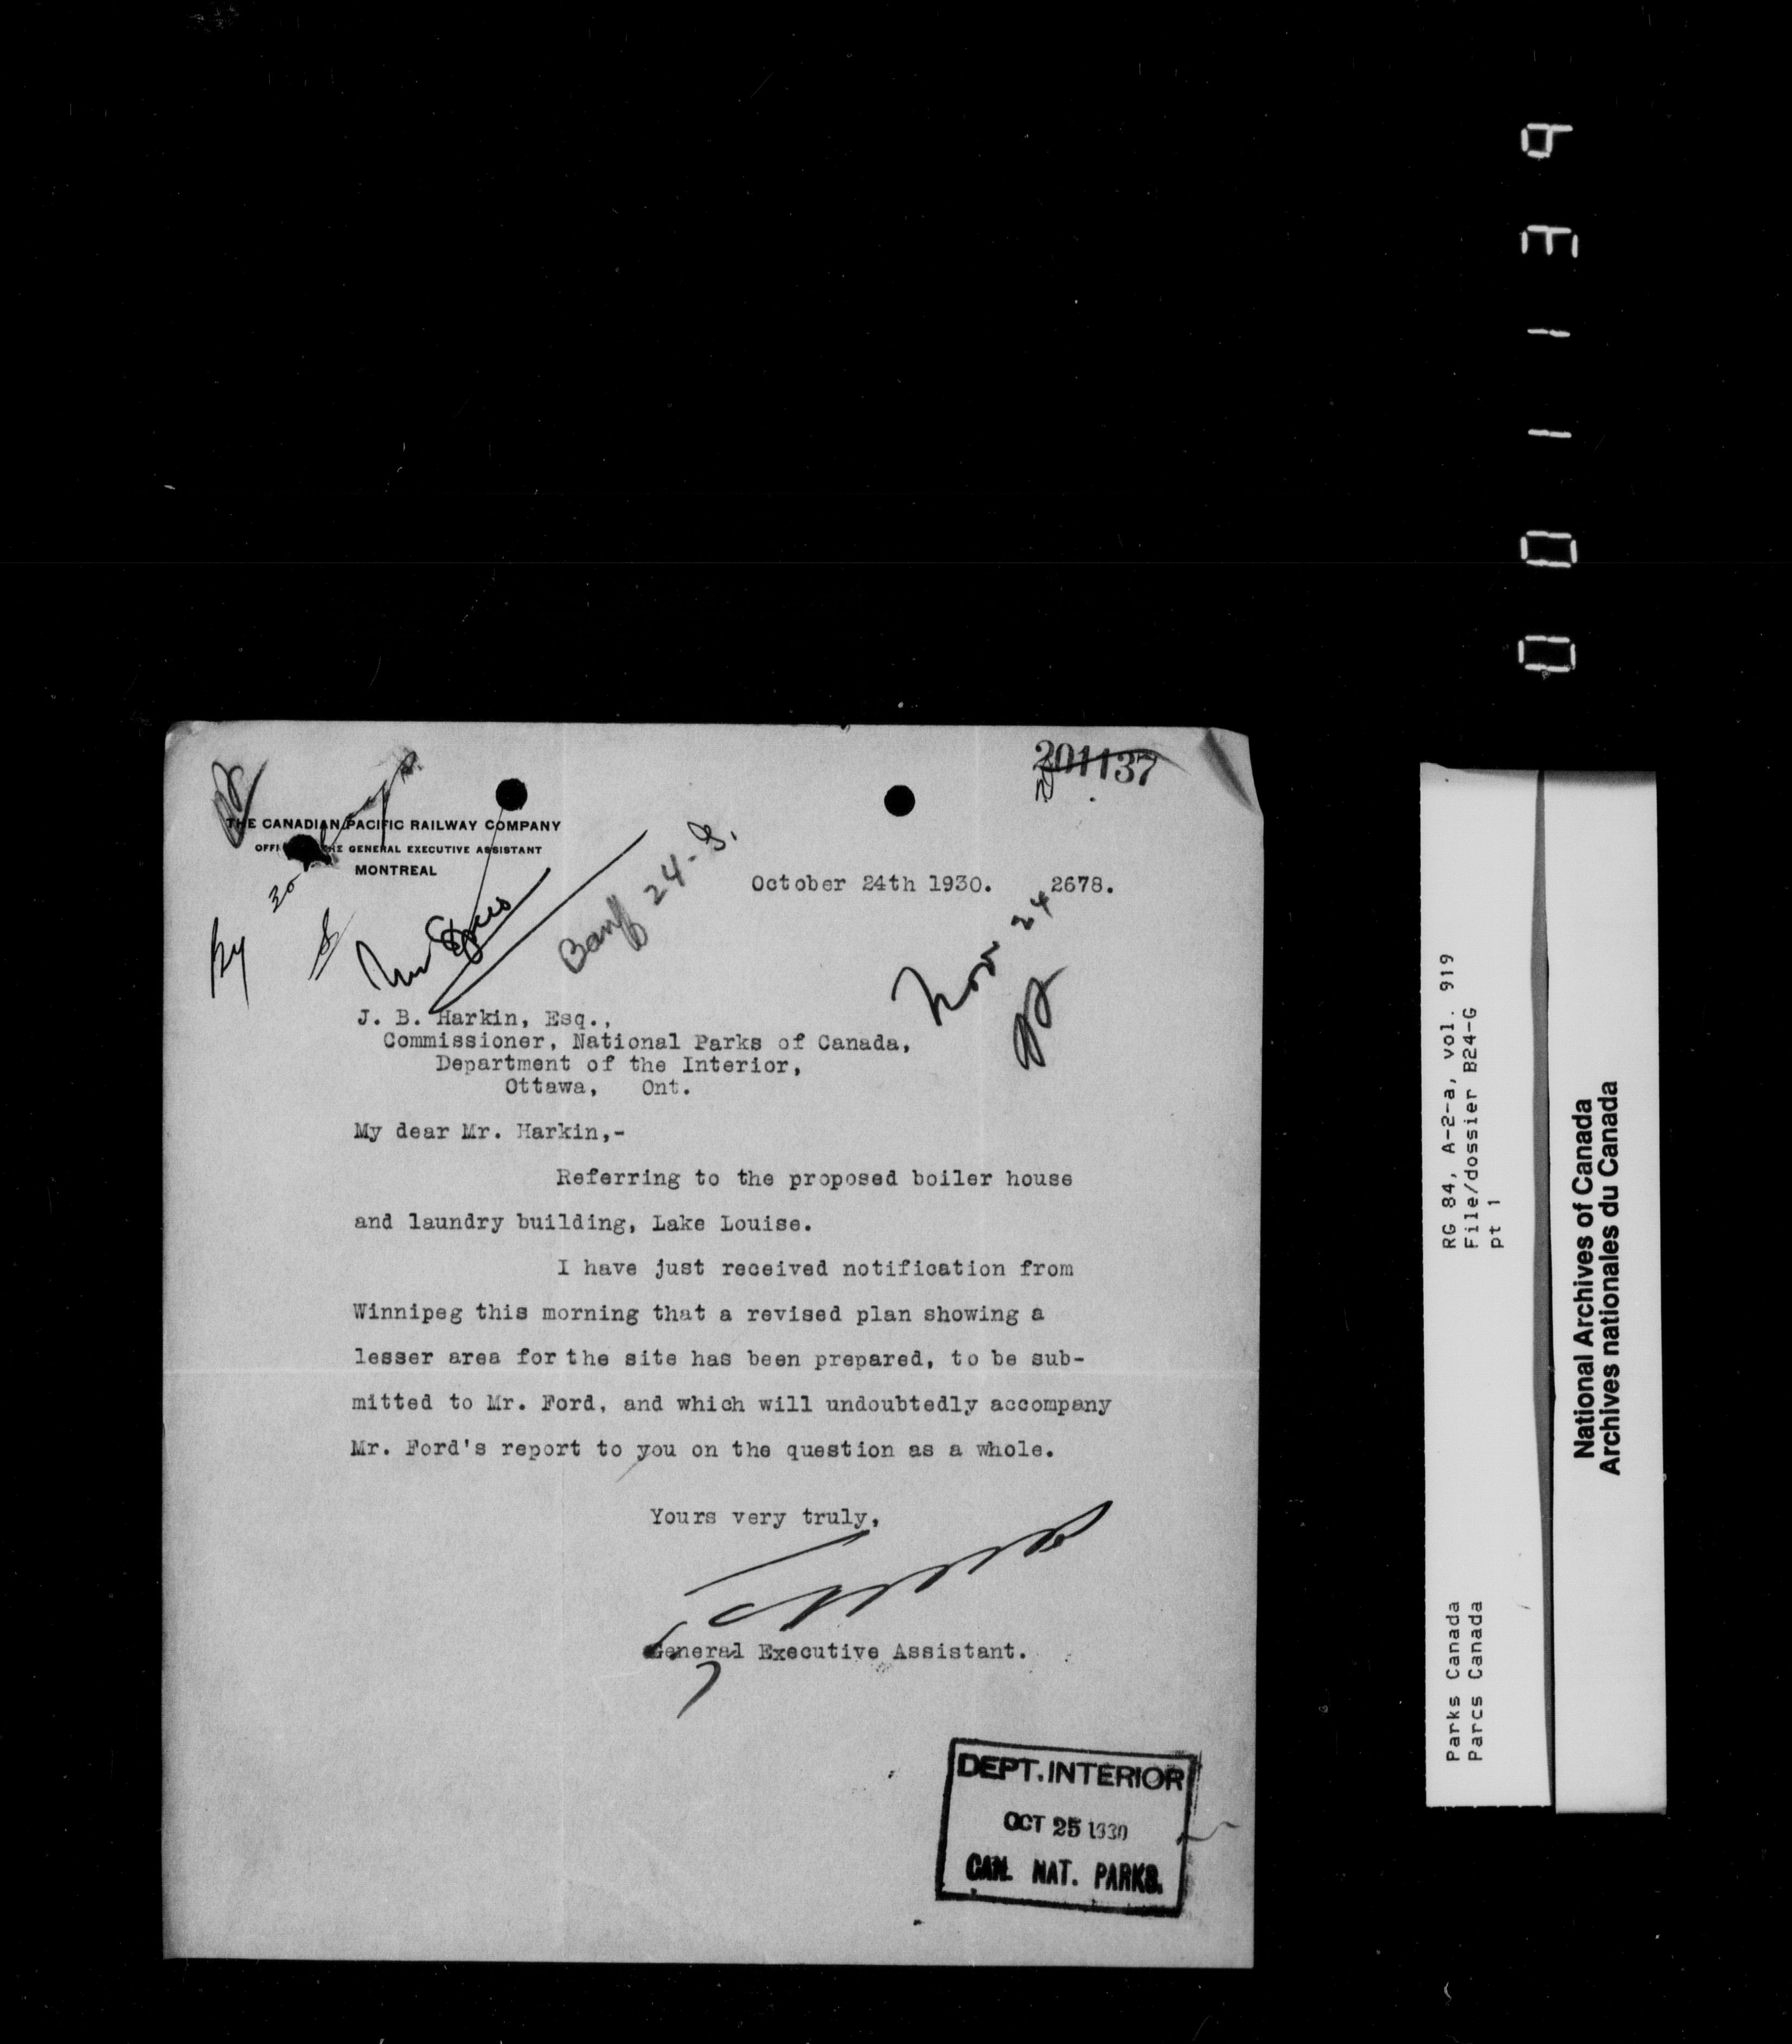 201137
THE CANADIAN PACIFIC RAILWAY COMPANY
OFFI THE GENERAL EXECUTIVE ASSISTANT
MONTREAL
Banff 24-G.
October 24th 1930. 2678.
Nov 24
J. B. Harkin, Esq.,
Commissioner, National Parks of Canada,
Department of the Interior,
Ottawa, Ont.
My dear Mr. Harkin,-
Referring to the proposed boiler house
and laundry building, Lake Louise.
I have just received notification from
Winnipeg this morning that a revised plan showing a
lesser area for the site has been prepared, to be sub-
mitted to Mr. Ford, and which will undoubtedly accompany
Mr. Ford's report to you on the question as a whole.
Yours very truly,
General Executive Assistant.
DEPT. INTERIOR
OCT 25 1930
CAN. NAT. PARKS.
RG 84, A-2-a, vol. 919
File/dossier B24-G
pt 1
Parks Canada
Parcs Canada
National Archives of Canada
Archives nationales du Canada